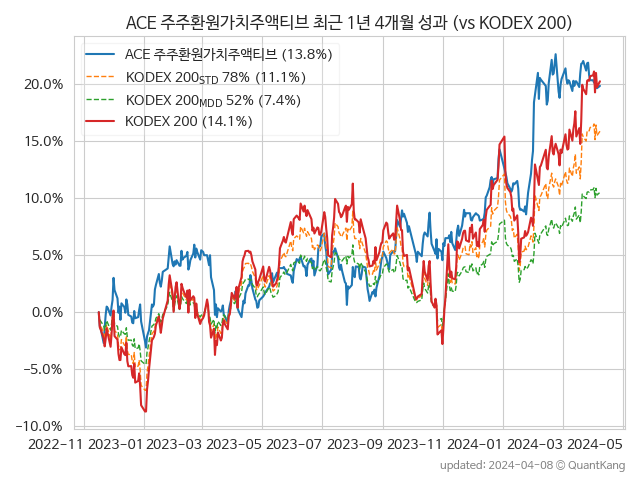 ACE 주주환원가치주액티브 최근 1년 4개월 성과 (vs KODEX 200)
ACE 주주환원가치주액티브 (13.8%)
KODEX 200STD 78% (11.1%)
KODEX 200MDD 52% (7.4%)
KODEX 200 (14.1%)
20.0%
15.0%
10.0%
5.0%
0.0%
−5.0%
−10.0%
2022-11 2023-01 2023-03 2023-05 2023-07 2023-09 2023-11 2024-01 2024-03 2024-05
updated: 2024-04-08 © QuantKang